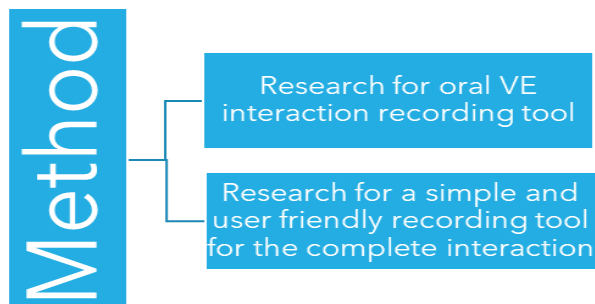 Method
Research for oral VE
interaction recording tool
Research for a simple and
user friendly recording tool
for the complete interaction